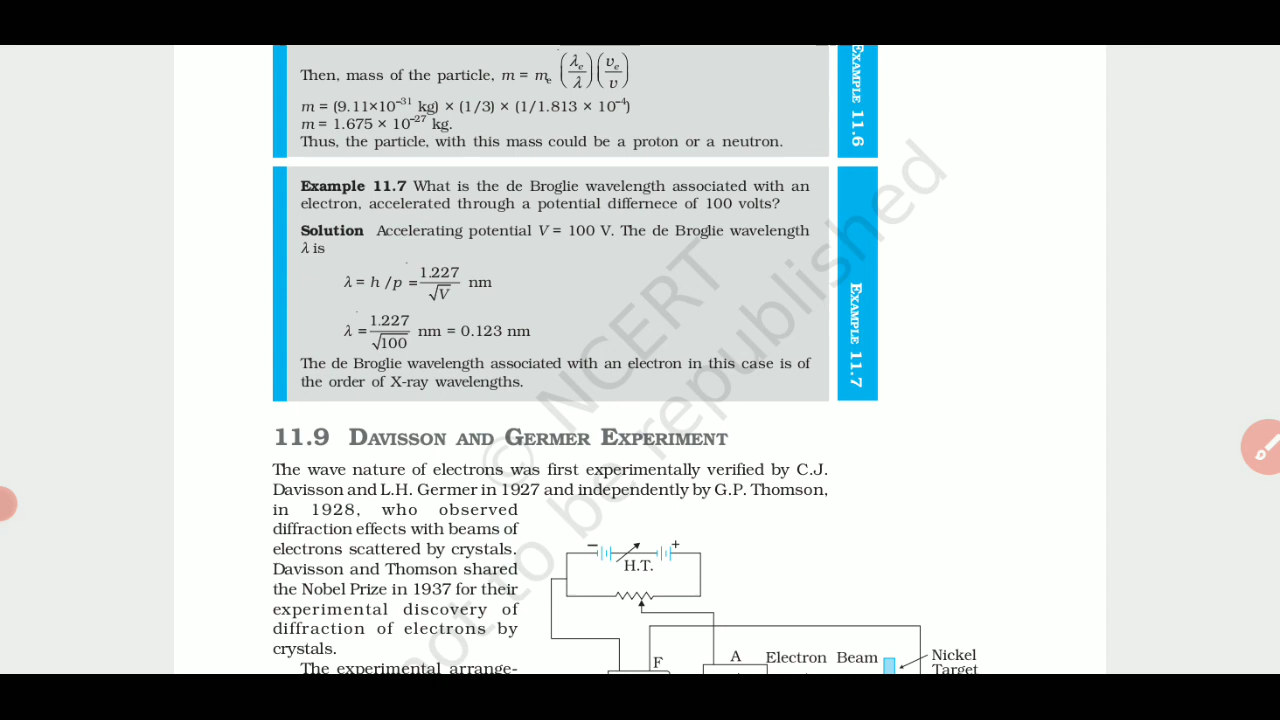 Then, mass of the particle, m = mₑ (λₑ/λ)(υₑ/υ)
m = (9.11×10⁻³¹ kg) × (1/3) × (1/1.813 × 10⁻⁴)
m = 1.675 × 10⁻²⁷ kg.
Thus, the particle, with this mass could be a proton or a neutron.
EXAMPLE 11.6
Example 11.7 What is the de Broglie wavelength associated with an
electron, accelerated through a potential differnece of 100 volts?
Solution Accelerating potential V = 100 V. The de Broglie wavelength
λ is
λ = h /p = 1.227/√V nm
λ = 1.227/√100 nm = 0.123 nm
The de Broglie wavelength associated with an electron in this case is of
the order of X-ray wavelengths.
EXAMPLE 11.7
11.9 DAVISSON AND GERMER EXPERIMENT
The wave nature of electrons was first experimentally verified by C.J.
Davisson and L.H. Germer in 1927 and independently by G.P. Thomson,
in 1928, who observed
diffraction effects with beams of
electrons scattered by crystals.
Davisson and Thomson shared
the Nobel Prize in 1937 for their
experimental discovery of
diffraction of electrons by
crystals.
The experimental arrange-
− +
H.T.
F
A
Electron Beam
Nickel
Target
© NCERT
not to be republished